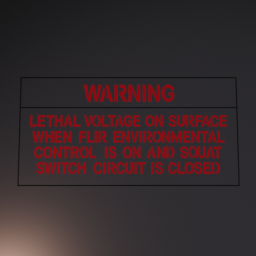 WARNING
LETHAL VOLTAGE ON SURFACE
WHEN FLIR ENVIRONMENTAL
CONTROL IS ON AND SQUAT
SWITCH CIRCUIT IS CLOSED